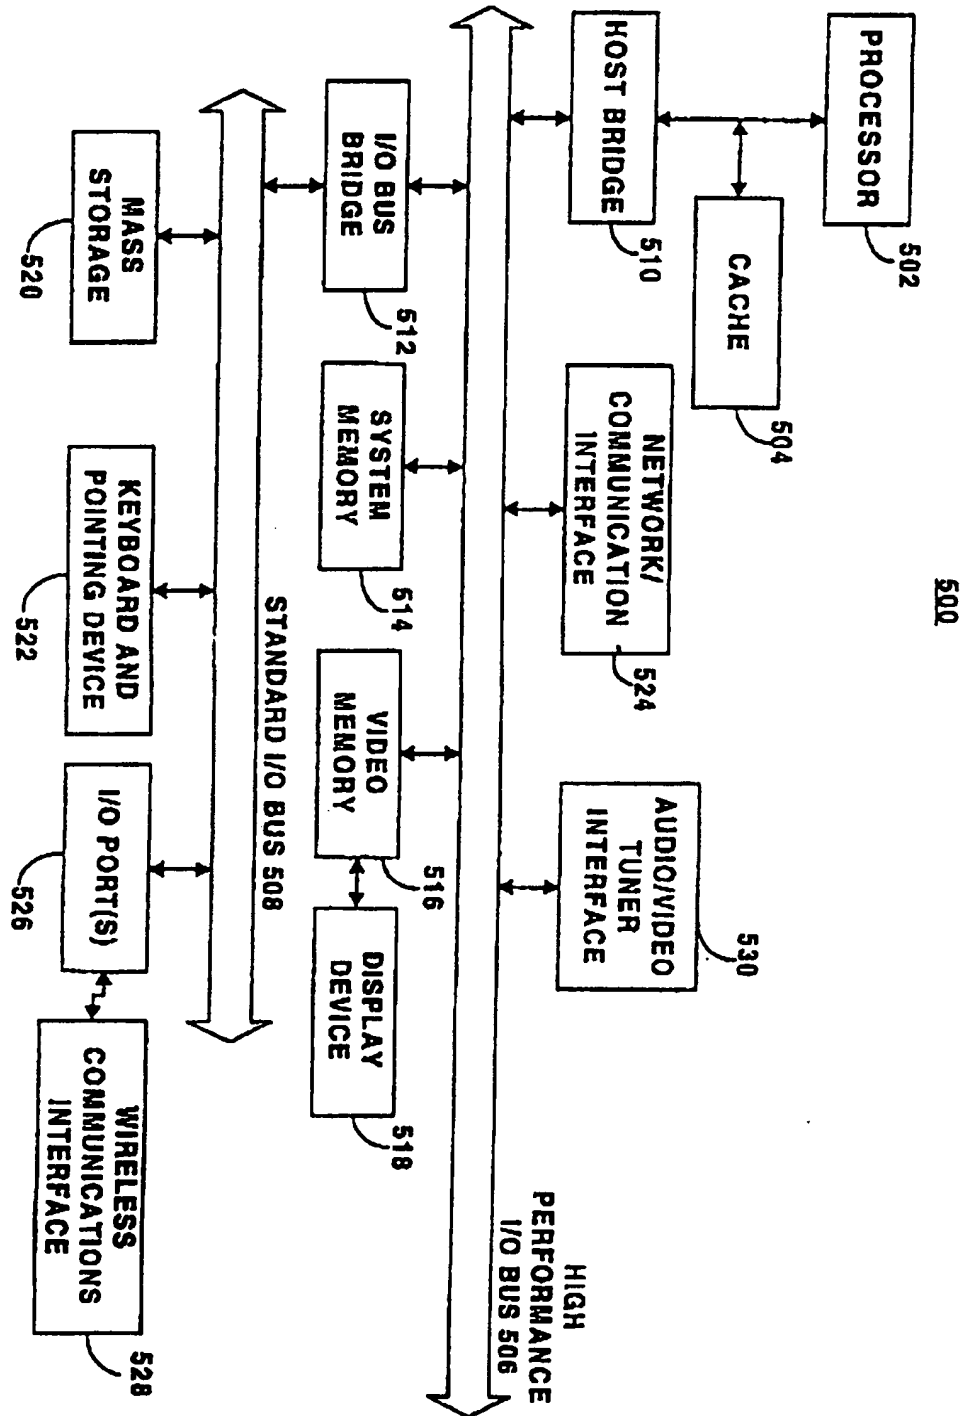 500
PROCESSOR
502
CACHE
504
HOST BRIDGE
510
NETWORK/
COMMUNICATION
INTERFACE
524
AUDIO/VIDEO
TUNER
INTERFACE
530
HIGH
PERFORMANCE
I/O BUS 506
I/O BUS
BRIDGE
512
SYSTEM
MEMORY
514
VIDEO
MEMORY
516
DISPLAY
DEVICE
518
STANDARD I/O BUS 508
MASS
STORAGE
520
KEYBOARD AND
POINTING DEVICE
522
I/O PORT(S)
526
WIRELESS
COMMUNICATIONS
INTERFACE
528